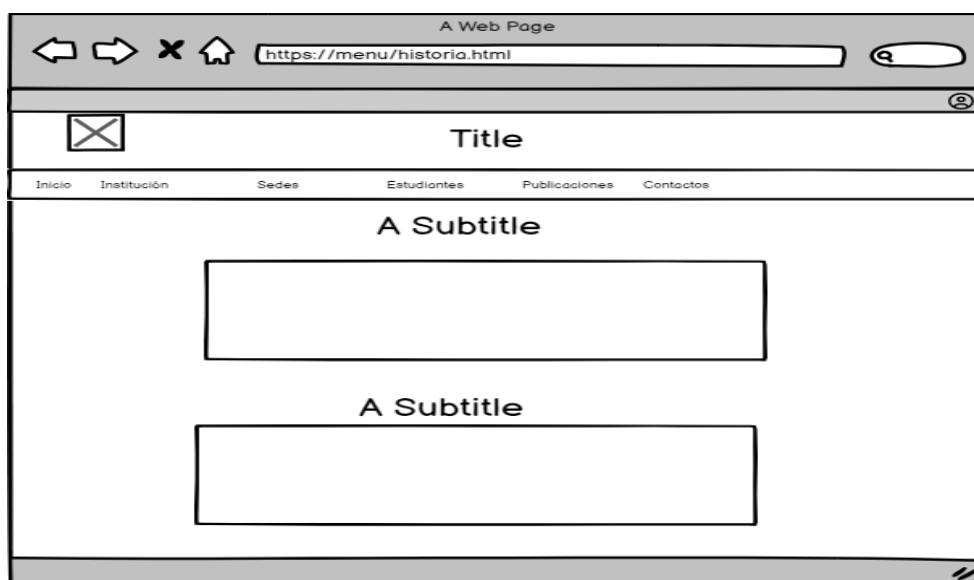 A Web Page
https://menu/historia.html
Title
Inicio Institución Sedes Estudiantes Publicaciones Contactos
A Subtitle
A Subtitle